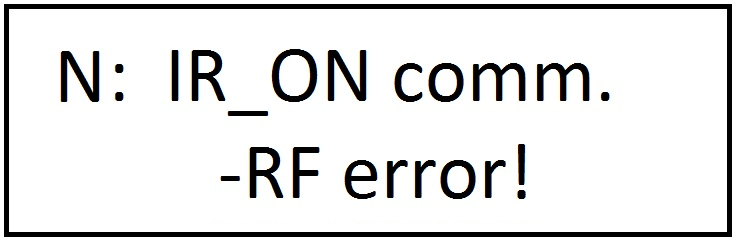 N: IR_ON comm.
-RF error!